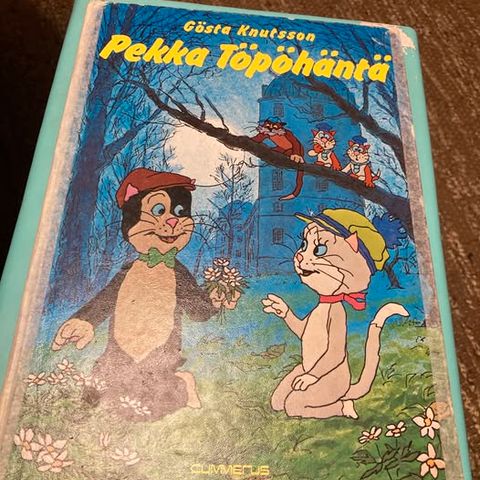 Gösta Knutsson
Pekka Töpöhäntä
GUMMERUS